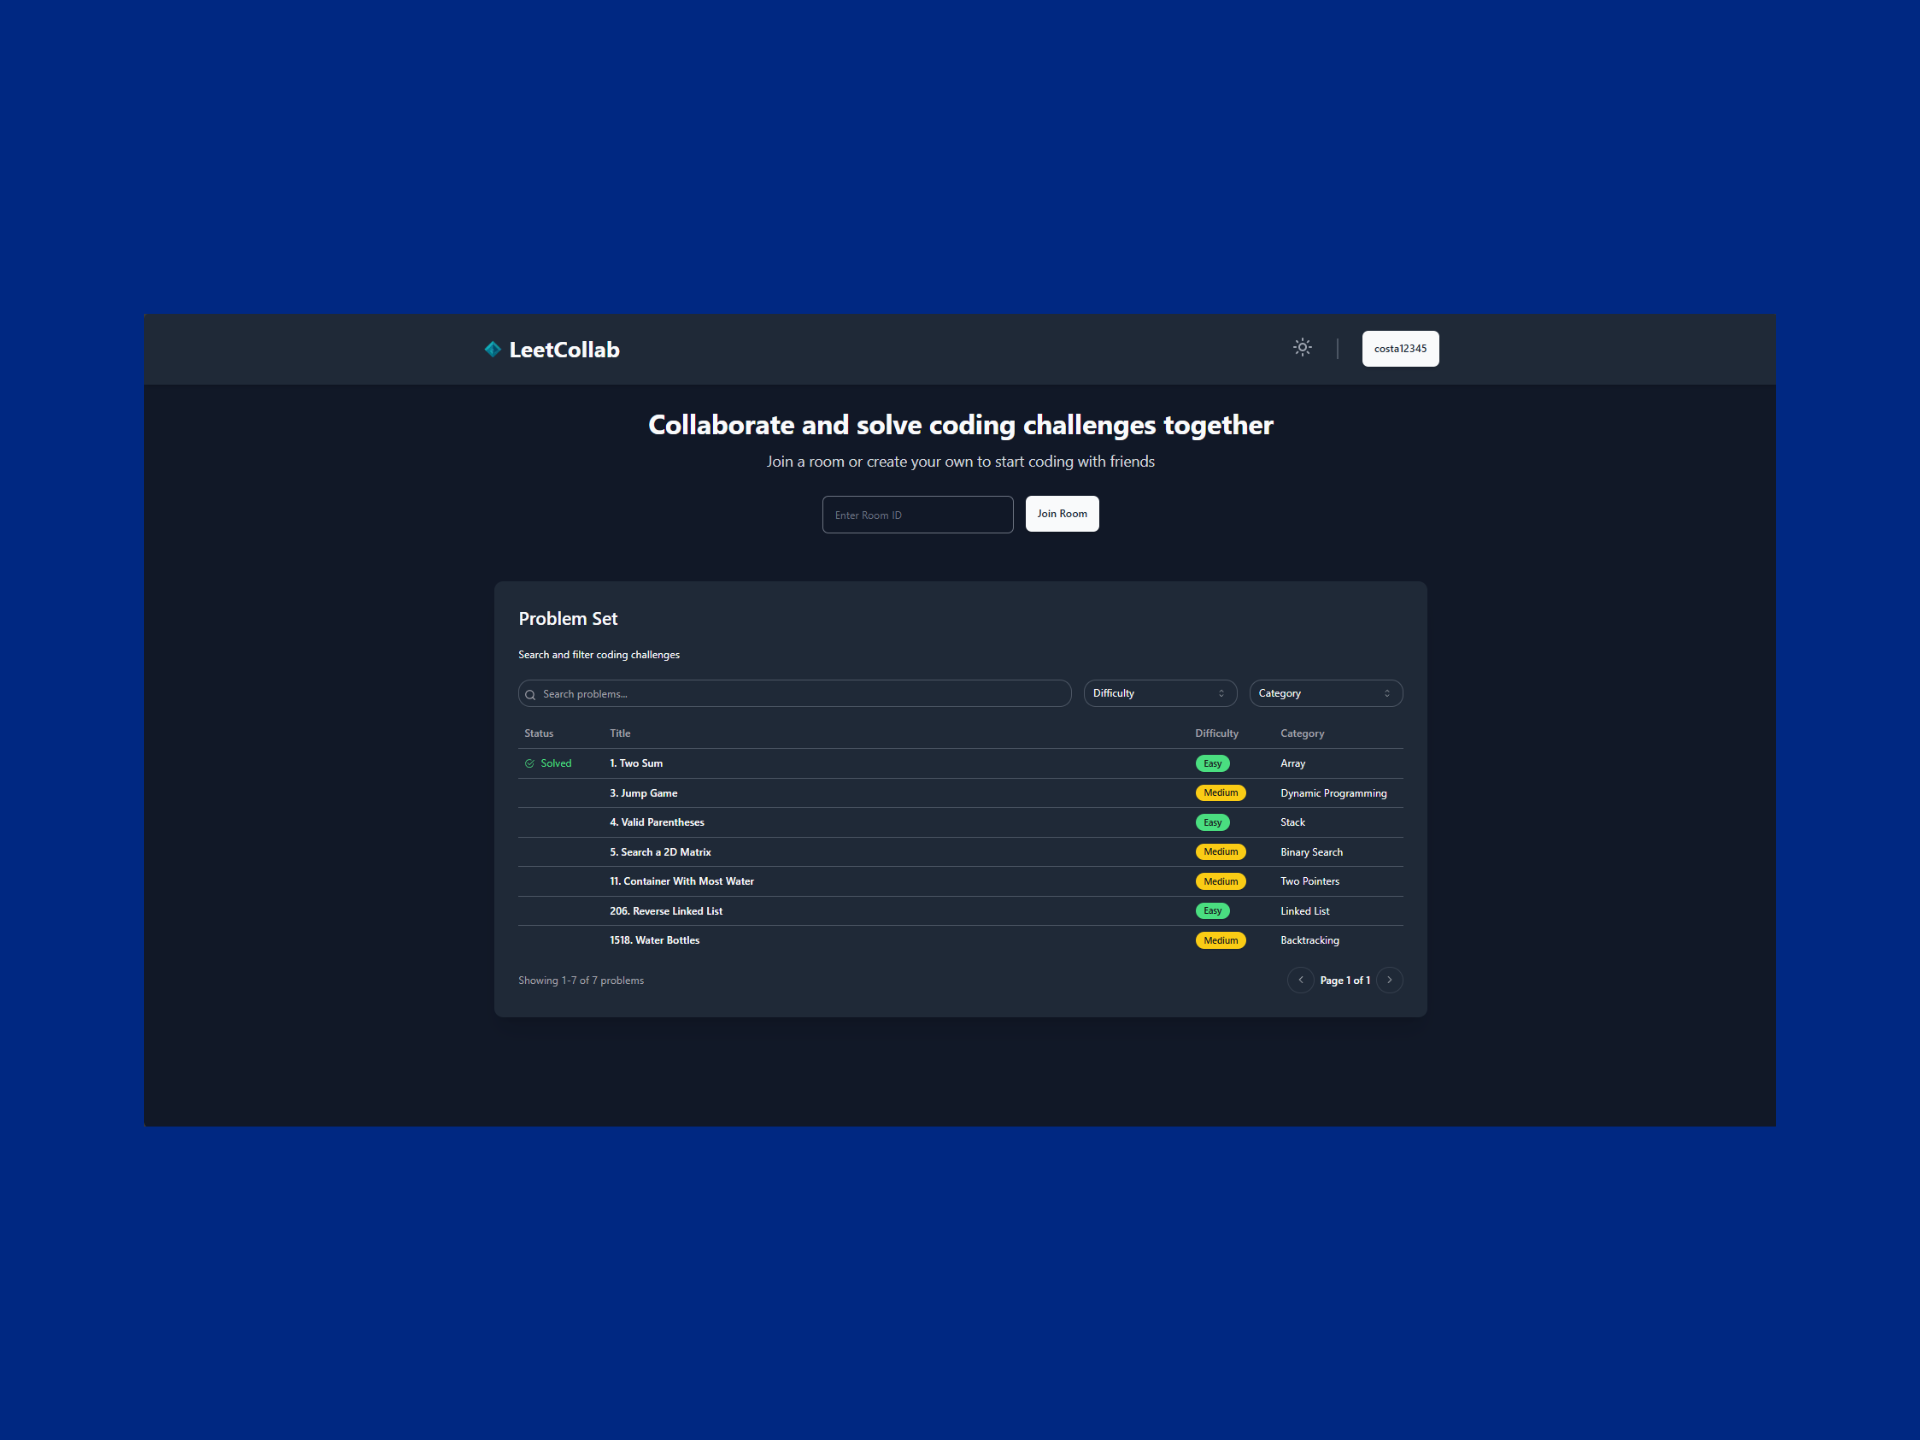 LeetCollab
costa12345
Collaborate and solve coding challenges together
Join a room or create your own to start coding with friends
Enter Room ID
Join Room
Problem Set
Search and filter coding challenges
Search problems...
Difficulty
Category
Status Title Difficulty Category
Solved 1. Two Sum Easy Array
3. Jump Game Medium Dynamic Programming
4. Valid Parentheses Easy Stack
5. Search a 2D Matrix Medium Binary Search
11. Container With Most Water Medium Two Pointers
206. Reverse Linked List Easy Linked List
1518. Water Bottles Medium Backtracking
Showing 1-7 of 7 problems
Page 1 of 1